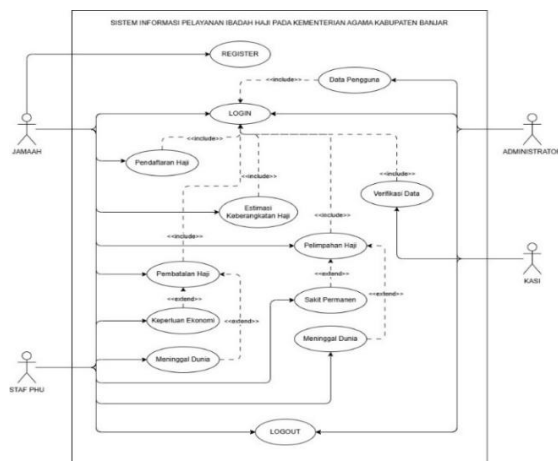 SISTEM INFORMASI PELAYANAN IBADAH HAJI PADA KEMENTERIAN AGAMA KABUPATEN BANJAR
REGISTER
<<include>>
Data Pengguna
LOGIN
JAMAAH
ADMINISTRATOR
<<include>>
<<include>>
<<include>>
Pendaftaran Haji
<<include>>
<<include>>
Estimasi
Keberangkatan Haji
Verifikasi Data
<<include>>
Pelimpahan Haji
Pembatalan Haji
<<extend>>
KASI
<<extend>>
Sakit Permanen
Keperluan Ekonomi
<<extend>>
<<extend>>
Meninggal Dunia
Meninggal Dunia
STAF PHU
LOGOUT